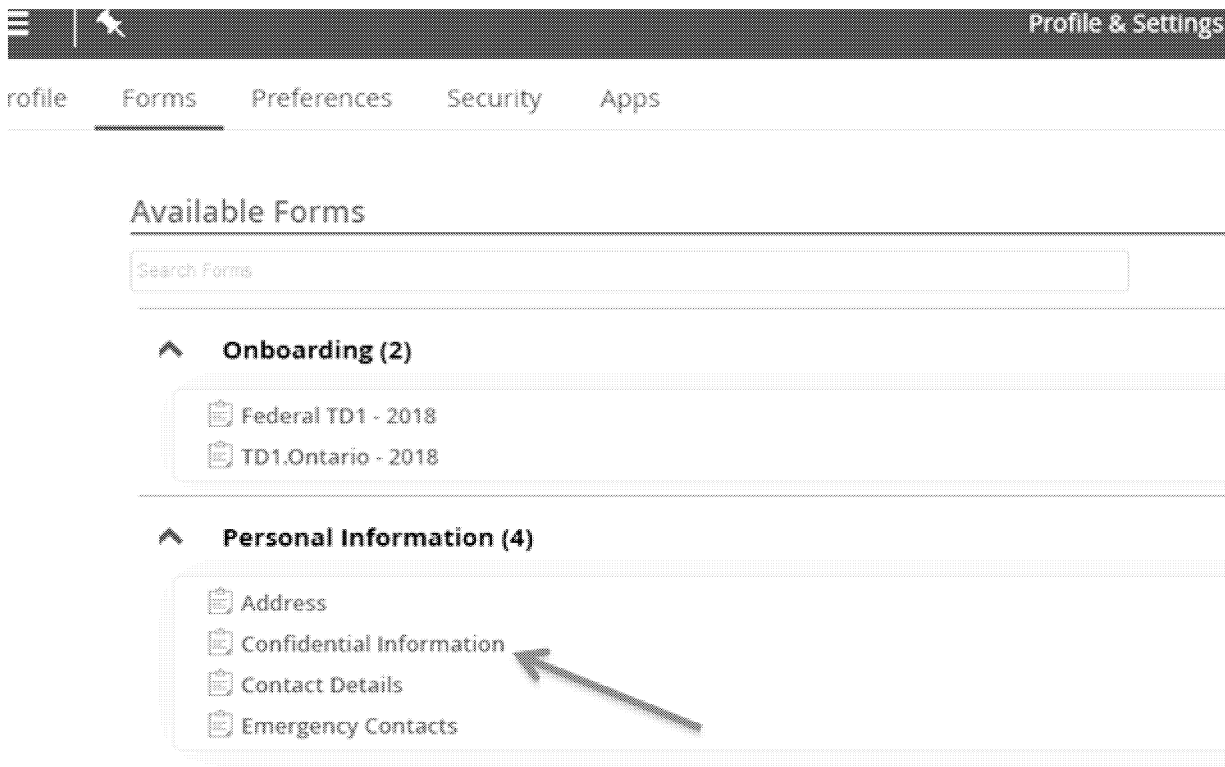 Profile & Settings
rofile Forms Preferences Security Apps
Available Forms
Search Forms
Onboarding (2)
Federal TD1 - 2018
TD1.Ontario - 2018
Personal Information (4)
Address
Confidential Information
Contact Details
Emergency Contacts